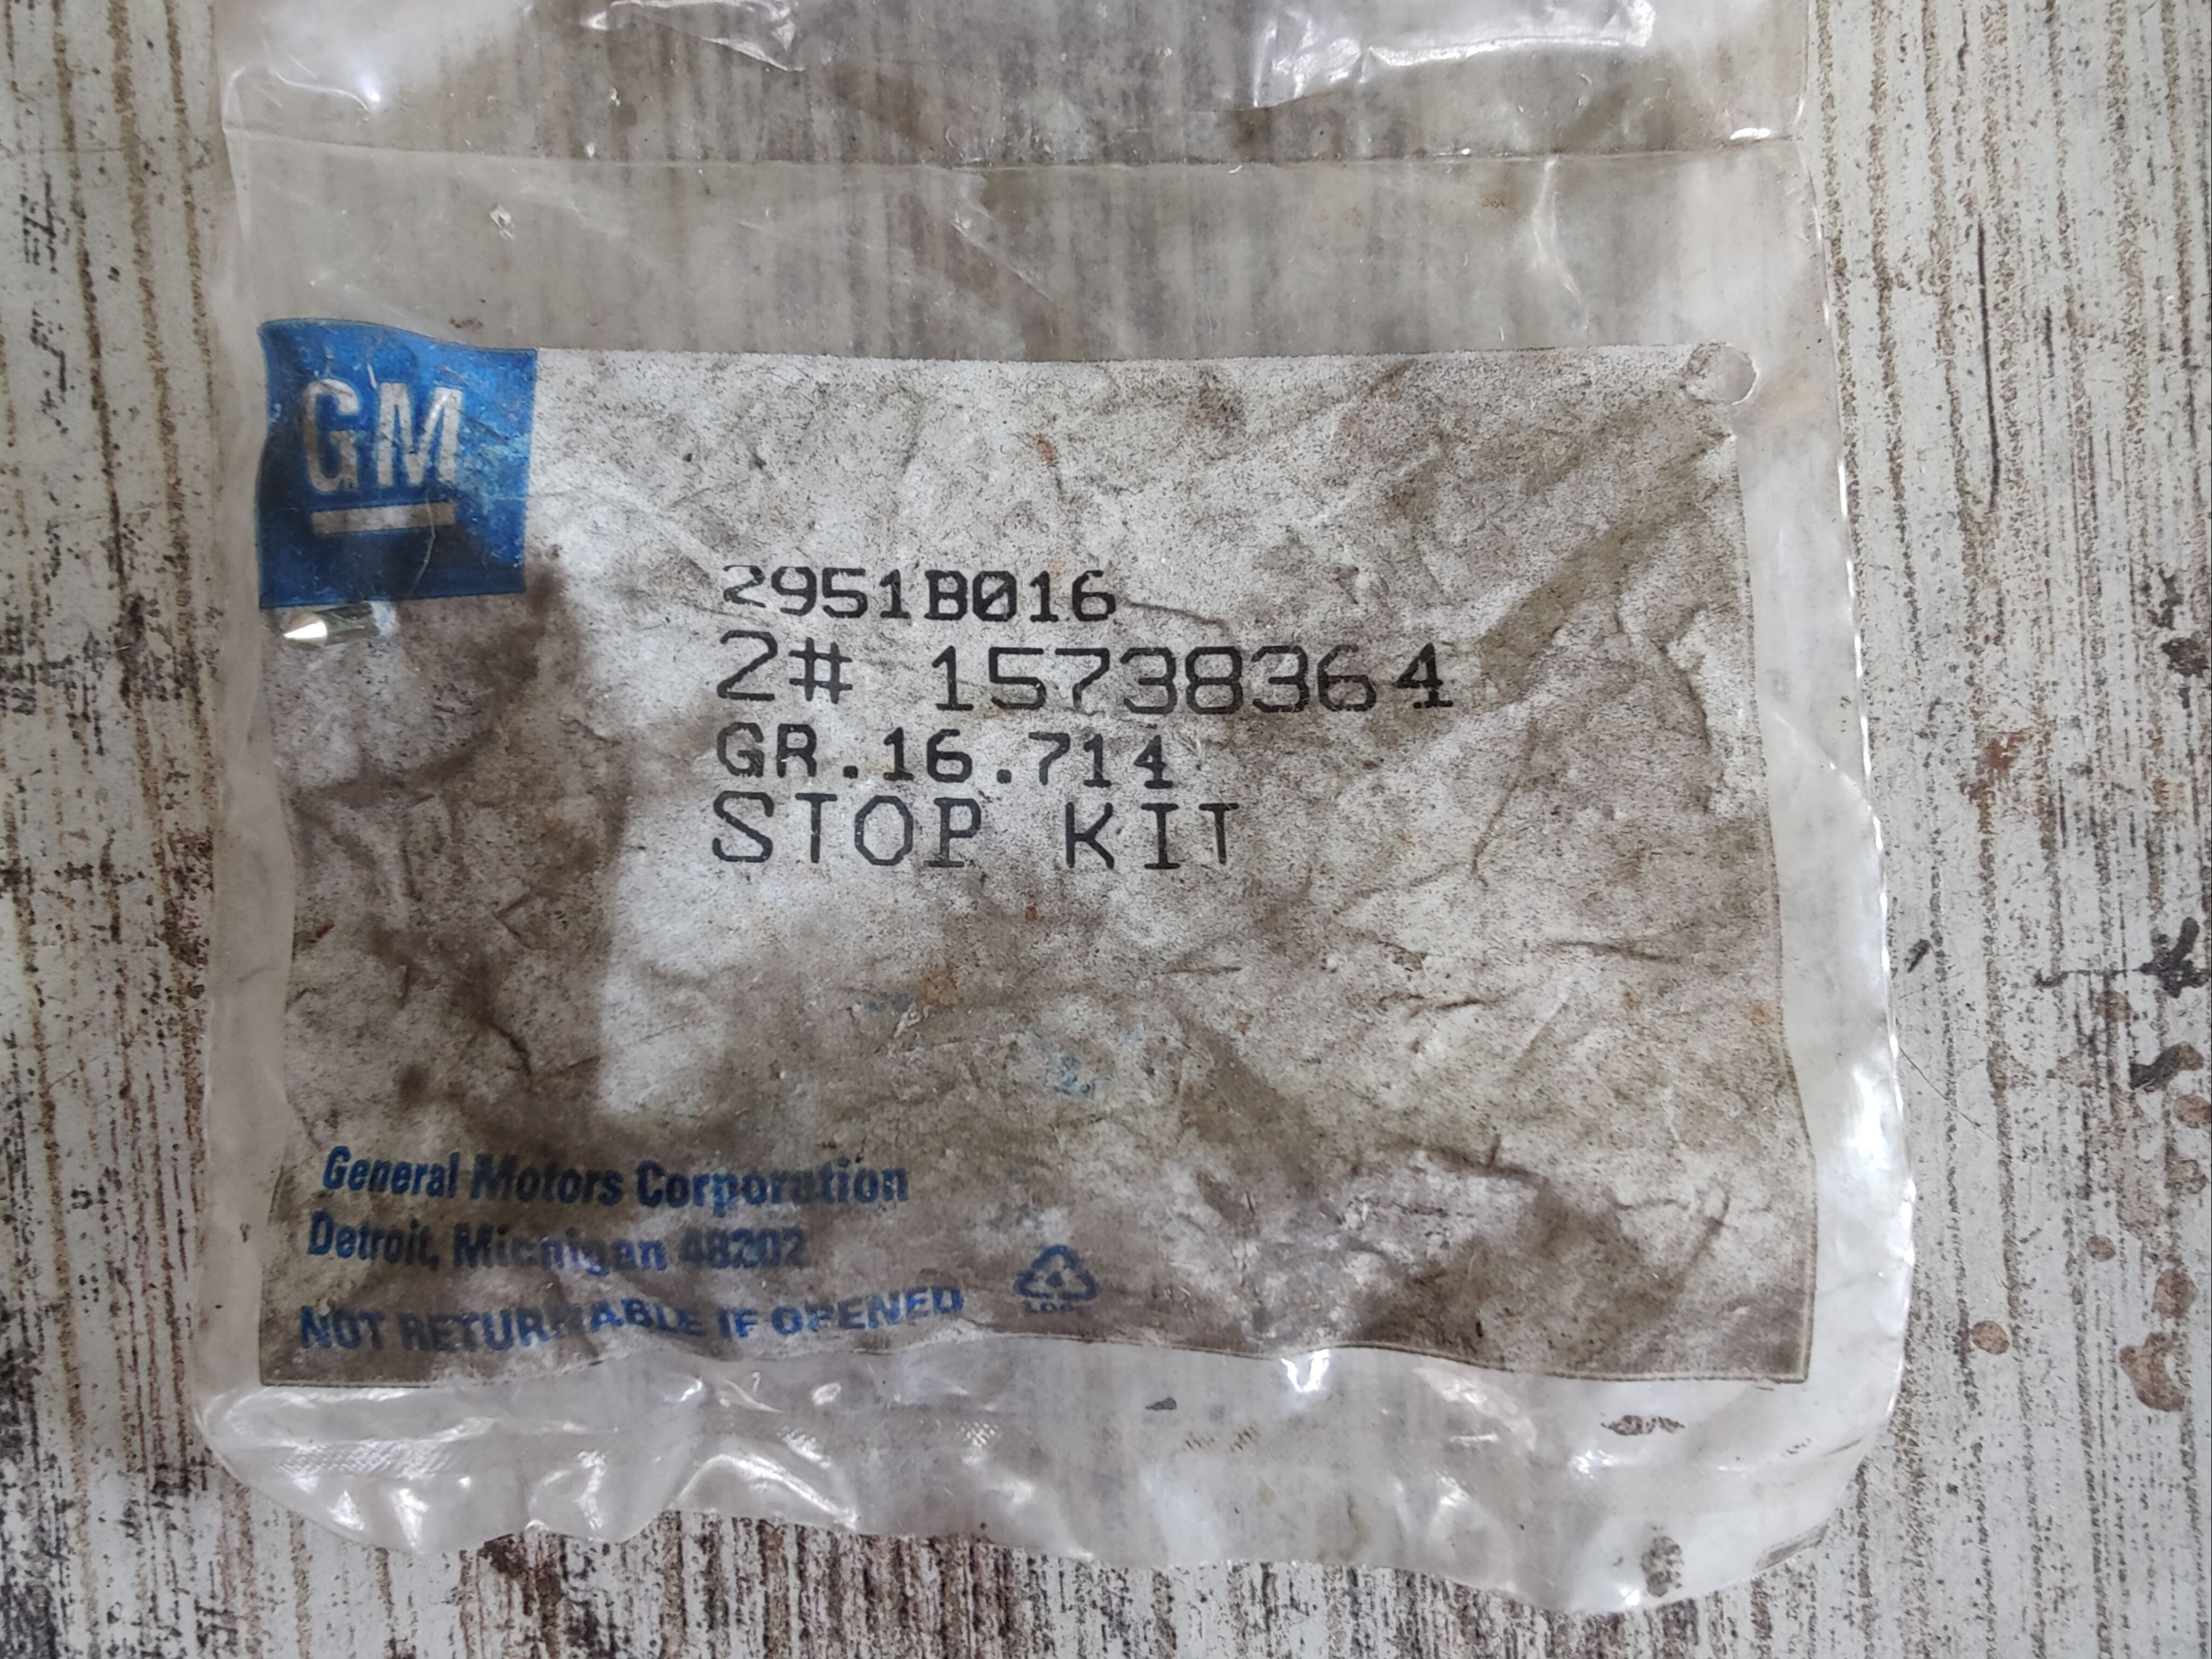 GM
2951B016
2# 15738364
GR.16.714
STOP KIT
General Motors Corporation
Detroit, Michigan 48202
NOT RETURNABLE IF OPENED
4